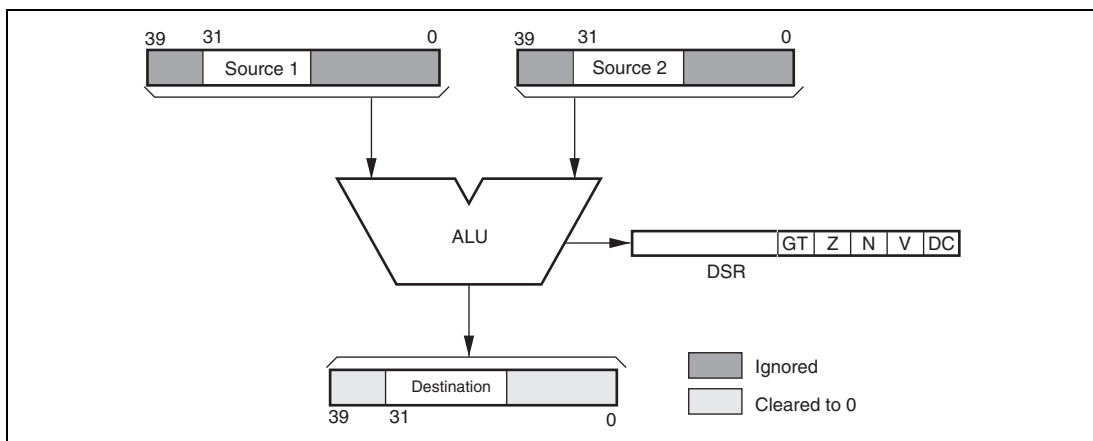 39 31 0 39 31 0
Source 1 Source 2
ALU
GT Z N V DC
DSR
Destination
39 31 0
Ignored
Cleared to 0